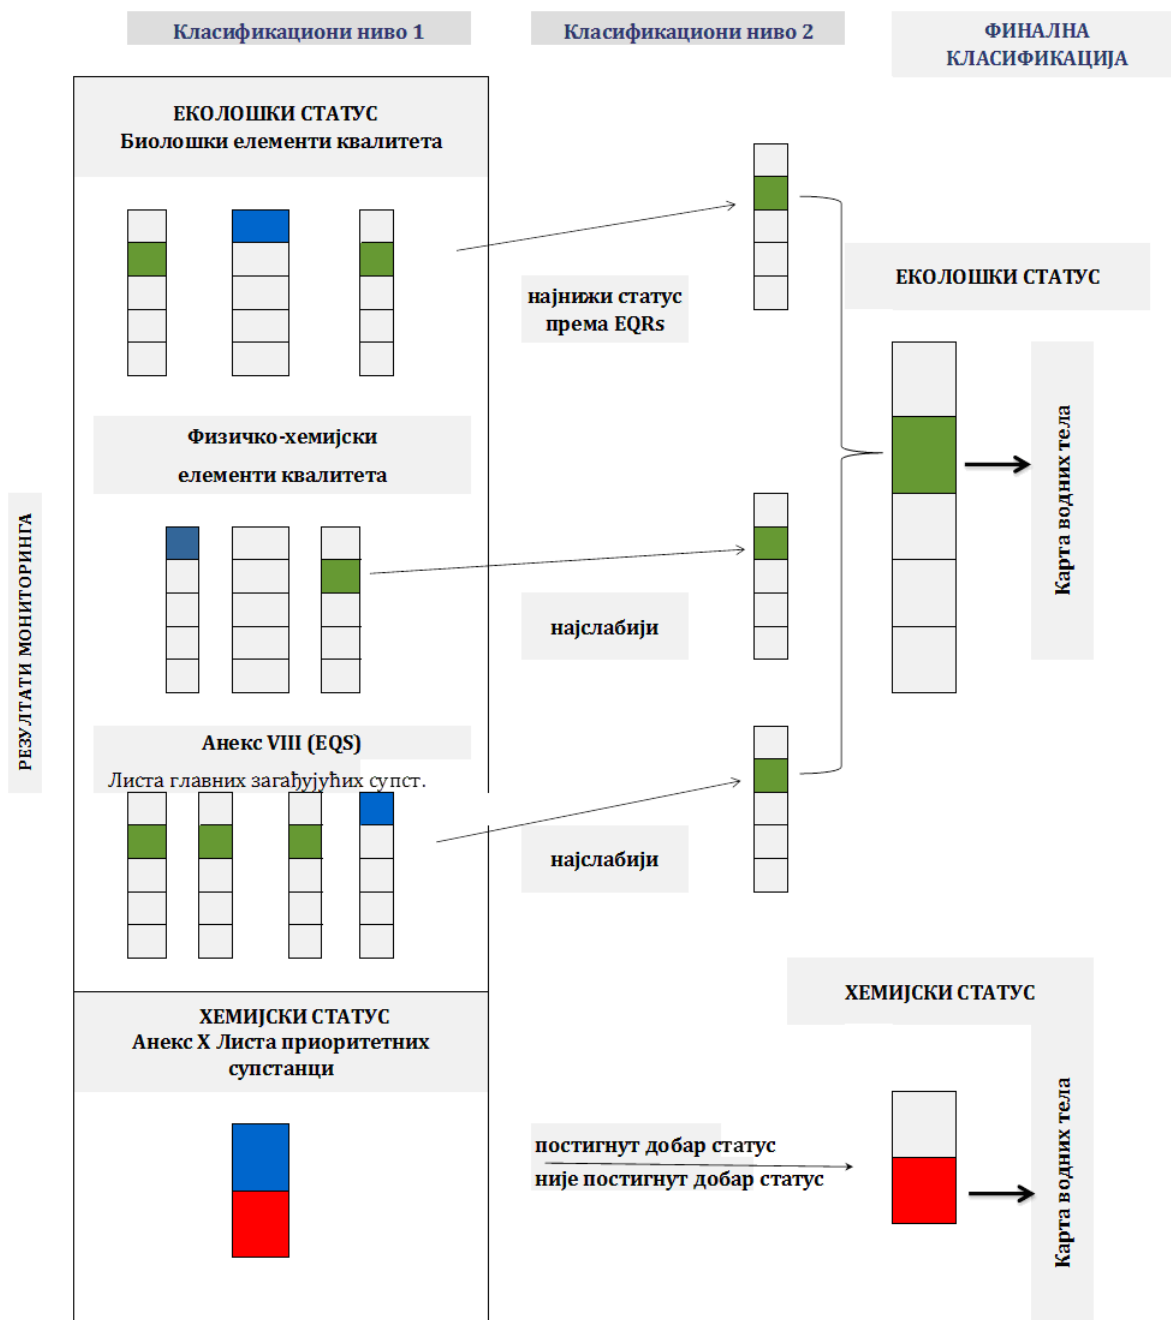 Класификациони ниво 1
Класификациони ниво 2
ФИНАЛНА
КЛАСИФИКАЦИЈА
ЕКОЛОШКИ СТАТУС
Биолошки елементи квалитета
најнижи статус
према EQRs
ЕКОЛОШКИ СТАТУС
Физичко-хемијски
елементи квалитета
најслабији
Карта водних тела
РЕЗУЛТАТИ МОНИТОРИНГА
Анекс VIII (EQS)
Листа главних загађујућих супст.
најслабији
ХЕМИЈСКИ СТАТУС
Анекс X Листа приоритетних
супстанци
ХЕМИЈСКИ СТАТУС
постигнут добар статус
није постигнут добар статус
Карта водних тела